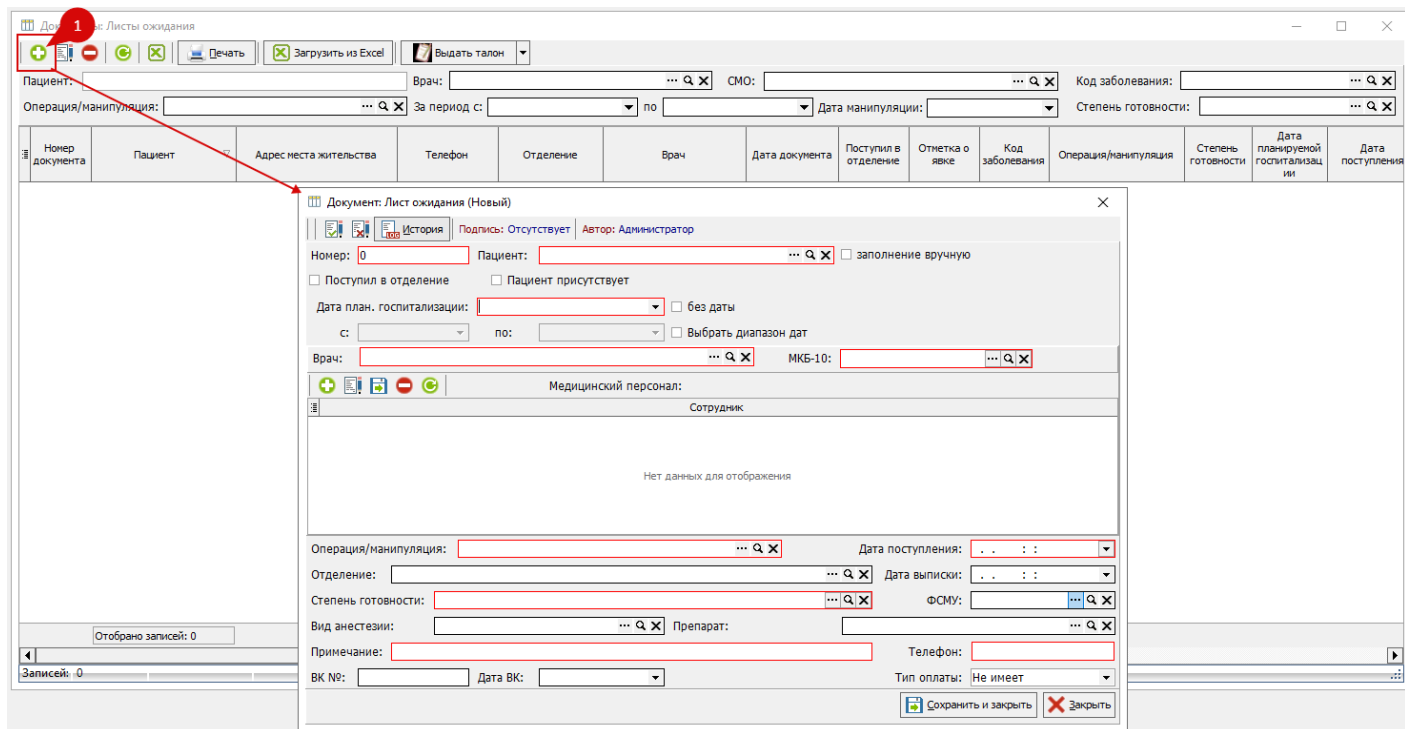 Док ы: Листы ожидания
1
Печать Загрузить из Excel Выдать талон
Пациент: Врач: СМО: Код заболевания:
Операция/манипуляция: За период с: по Дата манипуляции: Степень готовности:
Номер документа Пациент Адрес места жительства Телефон Отделение Врач Дата документа Поступил в отделение Отметка о явке Код заболевания Операция/манипуляция Степень готовности Дата планируемой госпитализац ии Дата поступления
Документ: Лист ожидания (Новый)
LOG История Подпись: Отсутствует Автор: Администратор
Номер: 0 Пациент: заполнение вручную
Поступил в отделение Пациент присутствует
Дата план. госпитализации: без даты
с: по: Выбрать диапазон дат
Врач: МКБ-10:
Медицинский персонал:
Сотрудник
Нет данных для отображения
Операция/манипуляция: Дата поступления: . . : :
Отделение: Дата выписки: . . : :
Степень готовности: ФСМУ:
Вид анестезии: Препарат:
Примечание: Телефон:
ВК №: Дата ВК: Тип оплаты: Не имеет
Сохранить и закрыть Закрыть
Отобрано записей: 0
Записей: 0